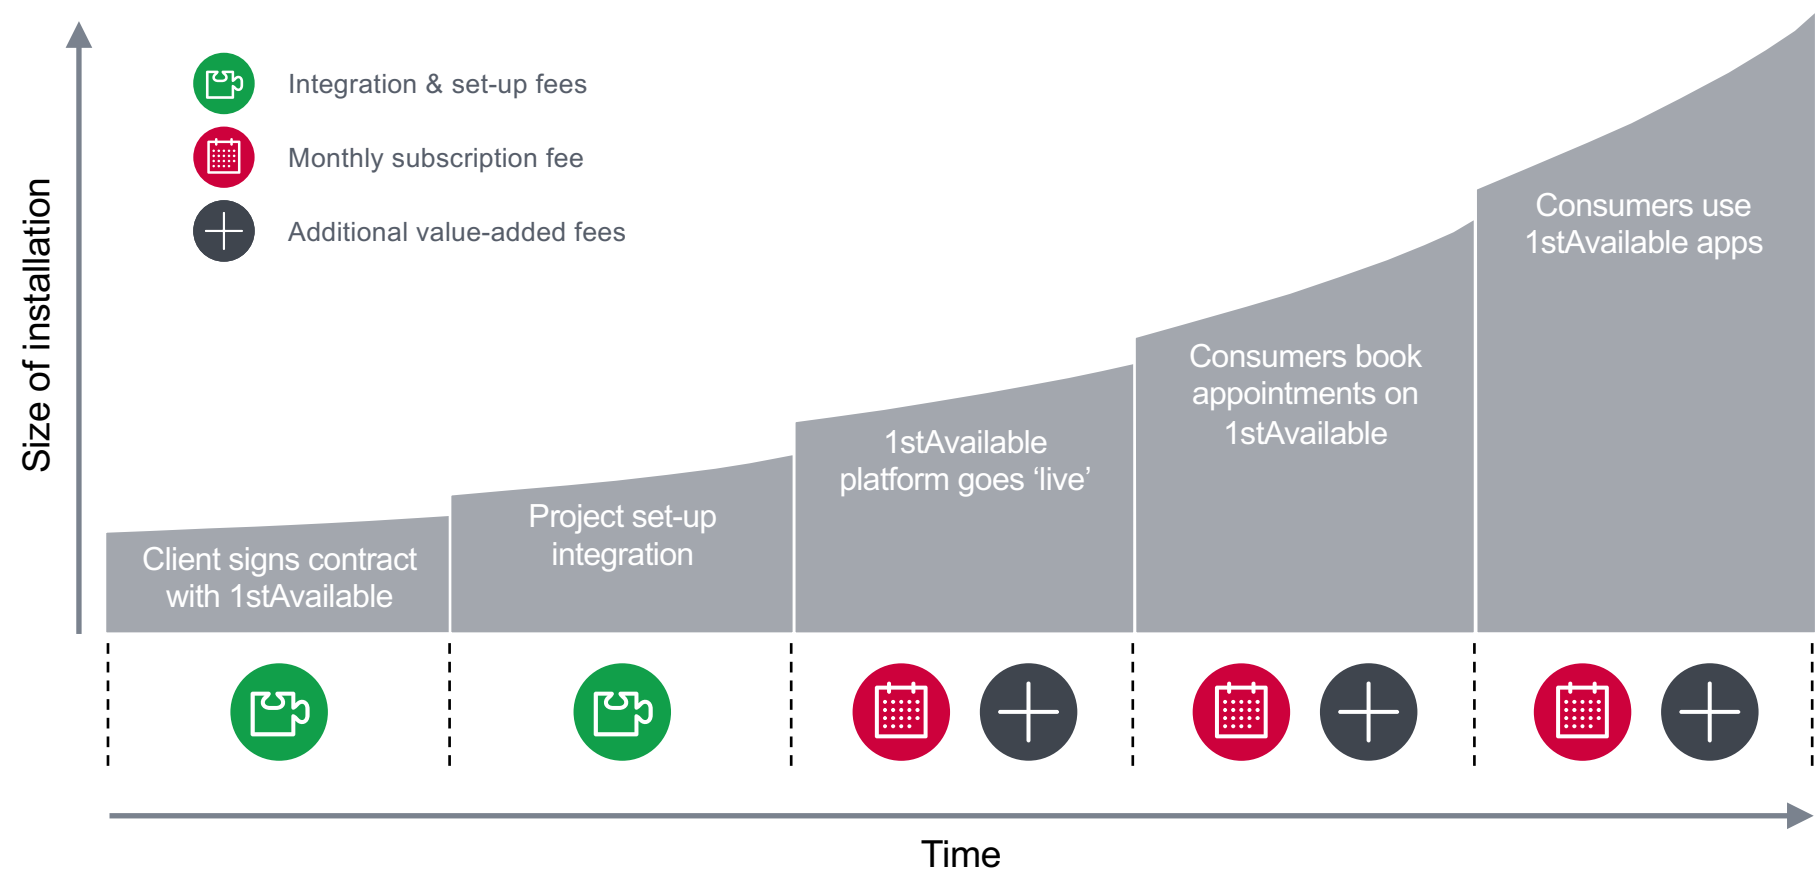 Integration & set-up fees
Monthly subscription fee
Additional value-added fees
Size of installation
Client signs contract
with 1stAvailable
Project set-up
integration
1stAvailable
platform goes ‘live’
Consumers book
appointments on
1stAvailable
Consumers use
1stAvailable apps
Time